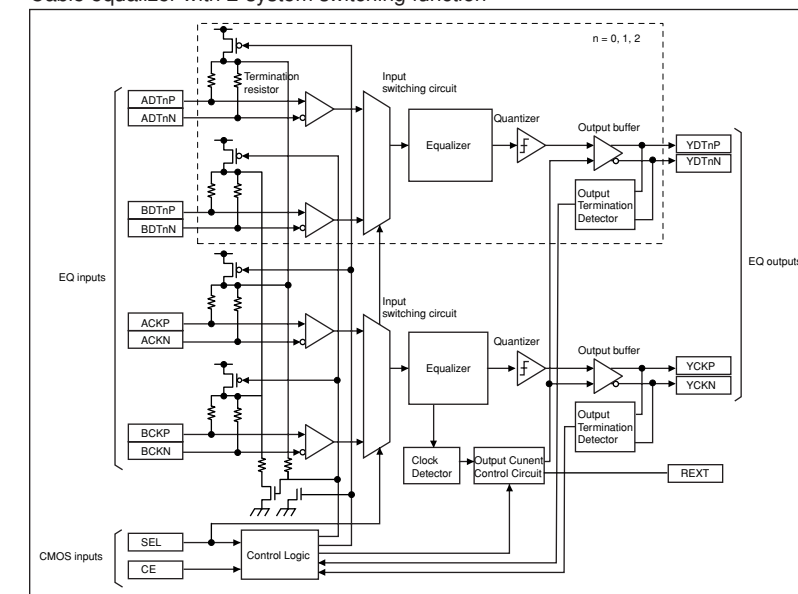 Cable equalizer with 2-system switching function
n = 0, 1, 2
Termination
resistor
Input
switching circuit
ADTnP
ADTnN
Equalizer
Quantizer
Output buffer
YDTnP
YDTnN
Output
Termination
Detector
BDTnP
BDTnN
EQ inputs
EQ outputs
Input
switching circuit
ACKP
ACKN
Equalizer
Quantizer
Output buffer
YCKP
YCKN
Output
Termination
Detector
BCKP
BCKN
Clock
Detector
Output Cunent
Control Circuit
REXT
CMOS inputs
SEL
CE
Control Logic